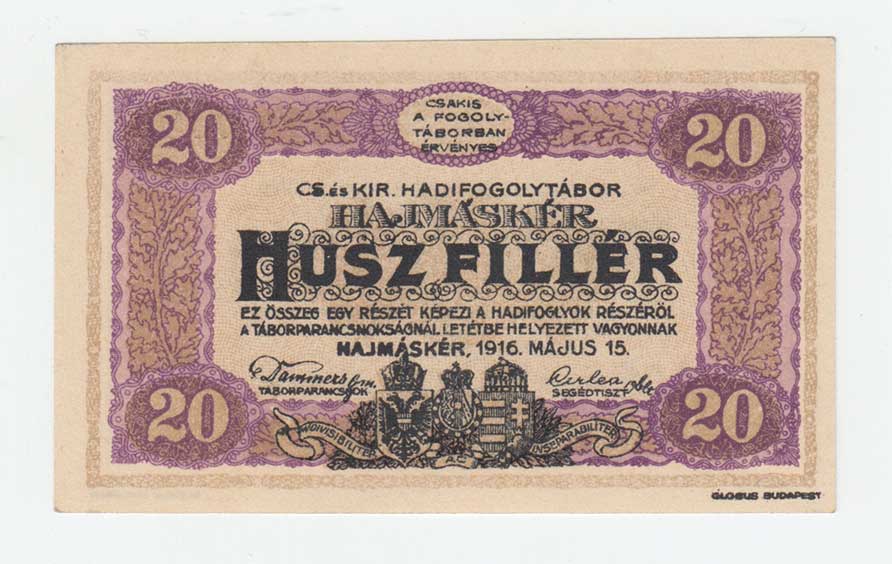 20
CSAKIS
A FOGOLY-
TÁBORBAN
ÉRVÉNYES
20
CS. és KIR. HADIFOGOLYTÁBOR
HAJMÁSKÉR
HUSZ FILLÉR
EZ ÖSSZEG EGY RÉSZÉT KÉPEZI A HADIFOGLYOK RÉSZÉRŐL
A TÁBORPARANCSNOKSÁGNÁL LETÉTBE HELYEZETT VAGYONNAK
HAJMÁSKÉR, 1916. MÁJUS 15.
TÁBORPARANCSNOK
SEGÉDTISZT
20
INDIVISIBILITER
AC
INSEPARABILITER
20
GLOBUS BUDAPEST